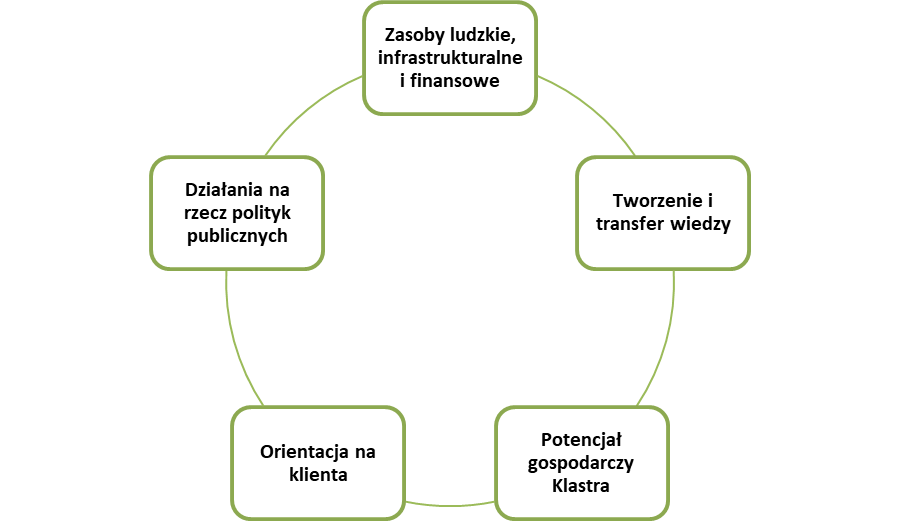 Zasoby ludzkie,
infrastrukturalne
i finansowe
Tworzenie i
transfer wiedzy
Potencjał
gospodarczy
Klastra
Orientacja na
klienta
Działania na
rzecz polityk
publicznych